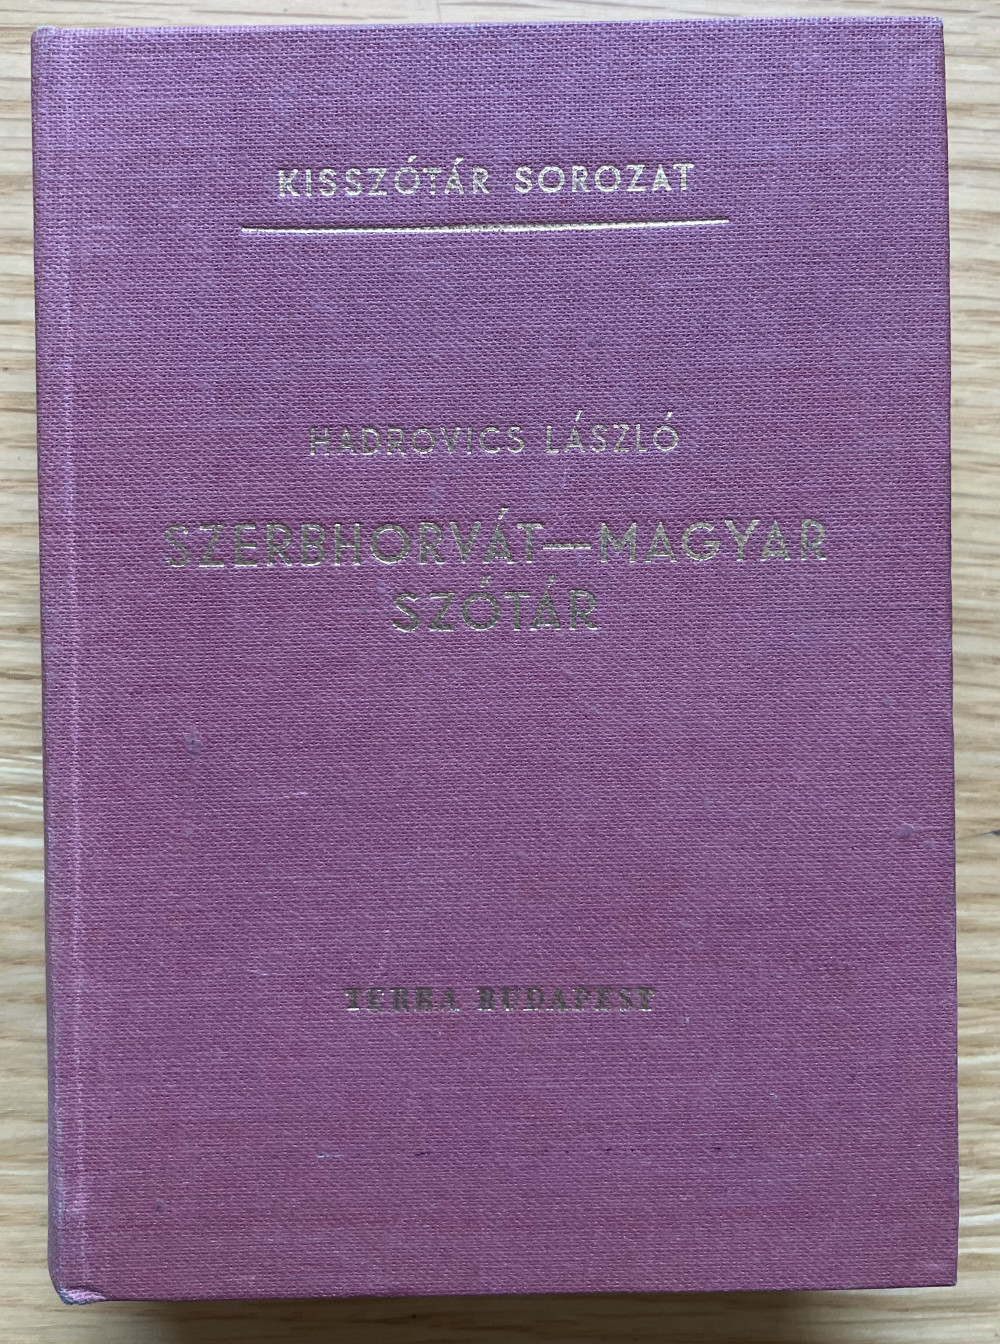 KISSZÓTÁR SOROZAT
HADROVICS LÁSZLÓ
SZERBHORVÁT—MAGYAR
SZÓTÁR
TERRA BUDAPEST